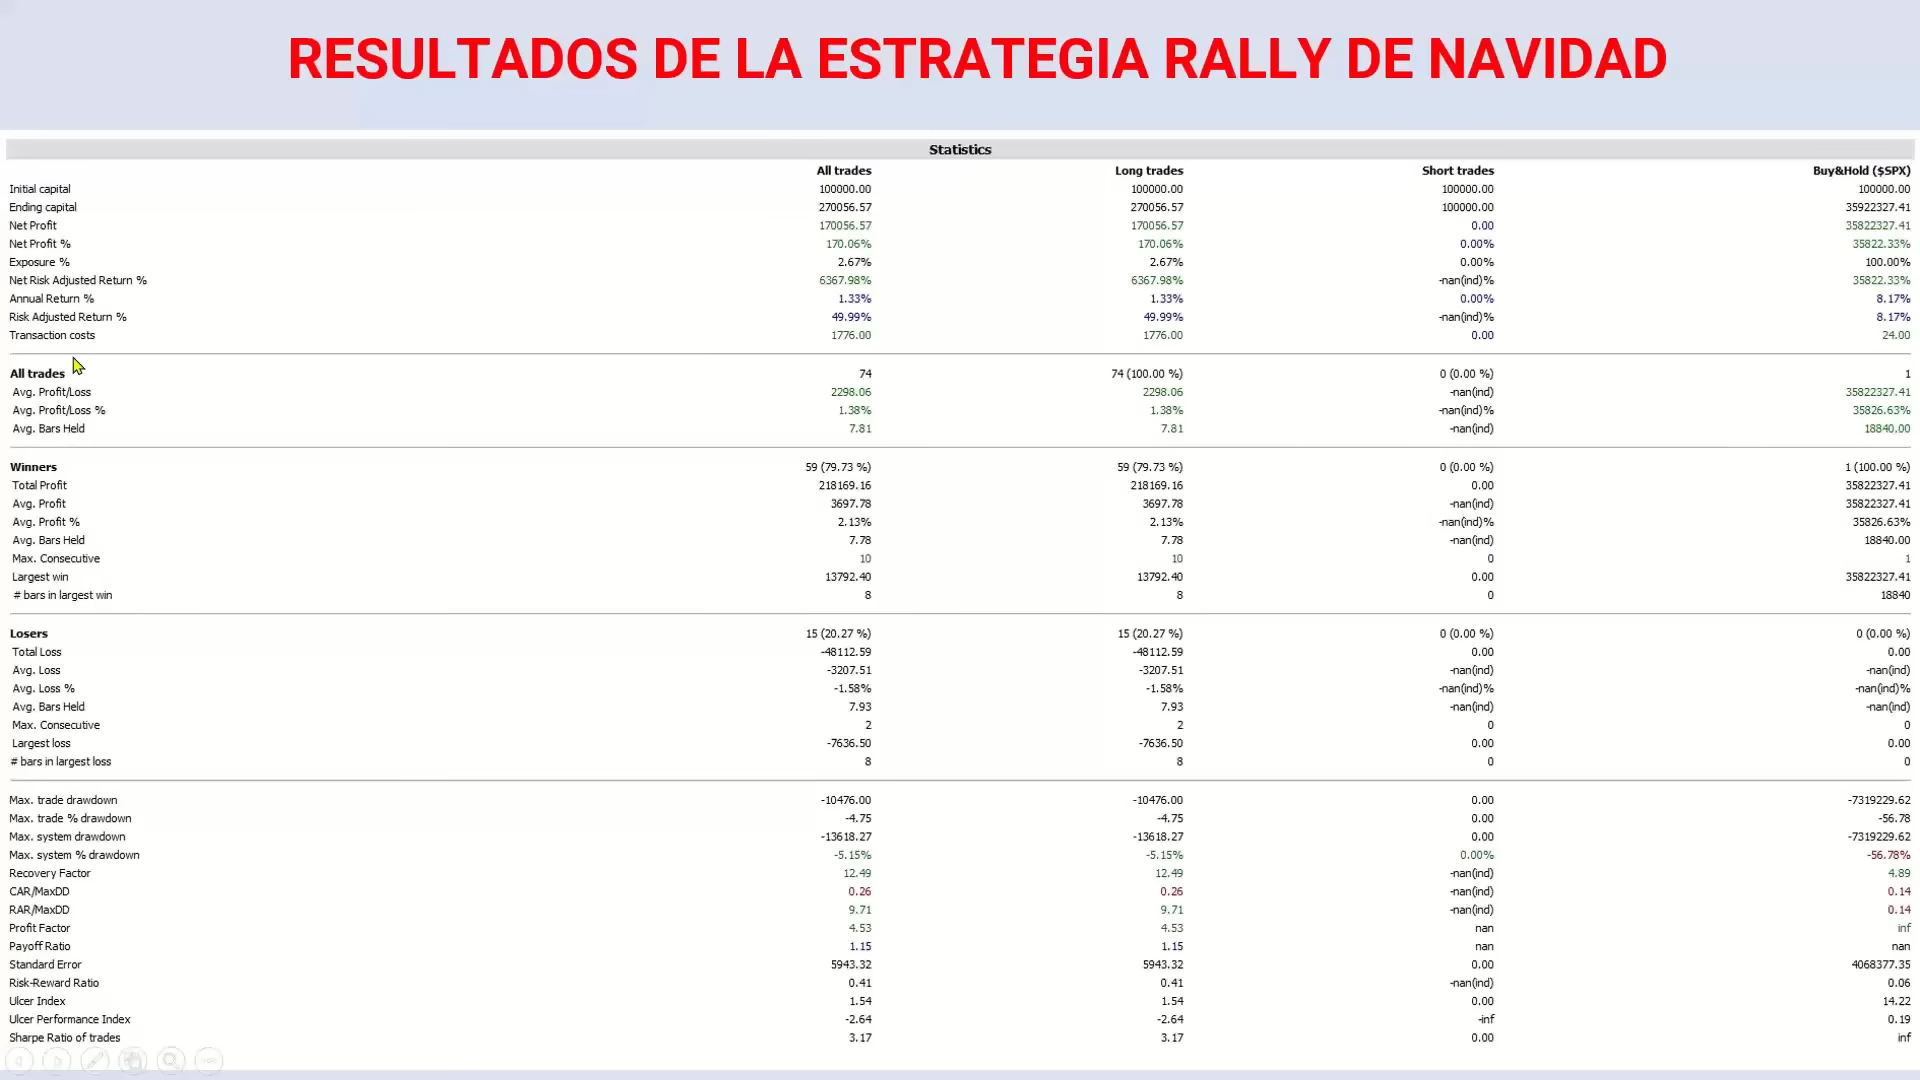 RESULTADOS DE LA ESTRATEGIA RALLY DE NAVIDAD
Statistics
All trades Long trades Short trades Buy&Hold ($SPX)
Initial capital 100000.00 100000.00 100000.00 100000.00
Ending capital 270056.57 270056.57 100000.00 35922327.41
Net Profit 170056.57 170056.57 0.00 35822327.41
Net Profit % 170.06% 170.06% 0.00% 35822.33%
Exposure % 2.67% 2.67% 0.00% 100.00%
Net Risk Adjusted Return % 6367.98% 6367.98% -nan(ind)% 35822.33%
Annual Return % 1.33% 1.33% 0.00% 8.17%
Risk Adjusted Return % 49.99% 49.99% -nan(ind)% 8.17%
Transaction costs 1776.00 1776.00 0.00 24.00
All trades 74 74 (100.00 %) 0 (0.00 %) 1
Avg. Profit/Loss 2298.06 2298.06 -nan(ind) 35822327.41
Avg. Profit/Loss % 1.38% 1.38% -nan(ind)% 35826.63%
Avg. Bars Held 7.81 7.81 -nan(ind) 18840.00
Winners 59 (79.73 %) 59 (79.73 %) 0 (0.00 %) 1 (100.00 %)
Total Profit 218169.16 218169.16 0.00 35822327.41
Avg. Profit 3697.78 3697.78 -nan(ind) 35822327.41
Avg. Profit % 2.13% 2.13% -nan(ind)% 35826.63%
Avg. Bars Held 7.78 7.78 -nan(ind) 18840.00
Max. Consecutive 10 10 0 1
Largest win 13792.40 13792.40 0.00 35822327.41
# bars in largest win 8 8 0 18840
Losers 15 (20.27 %) 15 (20.27 %) 0 (0.00 %) 0 (0.00 %)
Total Loss -48112.59 -48112.59 0.00 0.00
Avg. Loss -3207.51 -3207.51 -nan(ind) -nan(ind)
Avg. Loss % -1.58% -1.58% -nan(ind)% -nan(ind)%
Avg. Bars Held 7.93 7.93 -nan(ind) -nan(ind)
Max. Consecutive 2 2 0 0
Largest loss -7636.50 -7636.50 0.00 0.00
# bars in largest loss 8 8 0 0
Max. trade drawdown -10476.00 -10476.00 0.00 -7319229.62
Max. trade % drawdown -4.75 -4.75 0.00 -56.78
Max. system drawdown -13618.27 -13618.27 0.00 -7319229.62
Max. system % drawdown -5.15% -5.15% 0.00% -56.78%
Recovery Factor 12.49 12.49 -nan(ind) 4.89
CAR/MaxDD 0.26 0.26 -nan(ind) 0.14
RAR/MaxDD 9.71 9.71 -nan(ind) 0.14
Profit Factor 4.53 4.53 nan inf
Payoff Ratio 1.15 1.15 nan nan
Standard Error 5943.32 5943.32 0.00 4068377.35
Risk-Reward Ratio 0.41 0.41 -nan(ind) 0.06
Ulcer Index 1.54 1.54 0.00 14.22
Ulcer Performance Index -2.64 -2.64 -inf 0.19
Sharpe Ratio of trades 3.17 3.17 0.00 inf